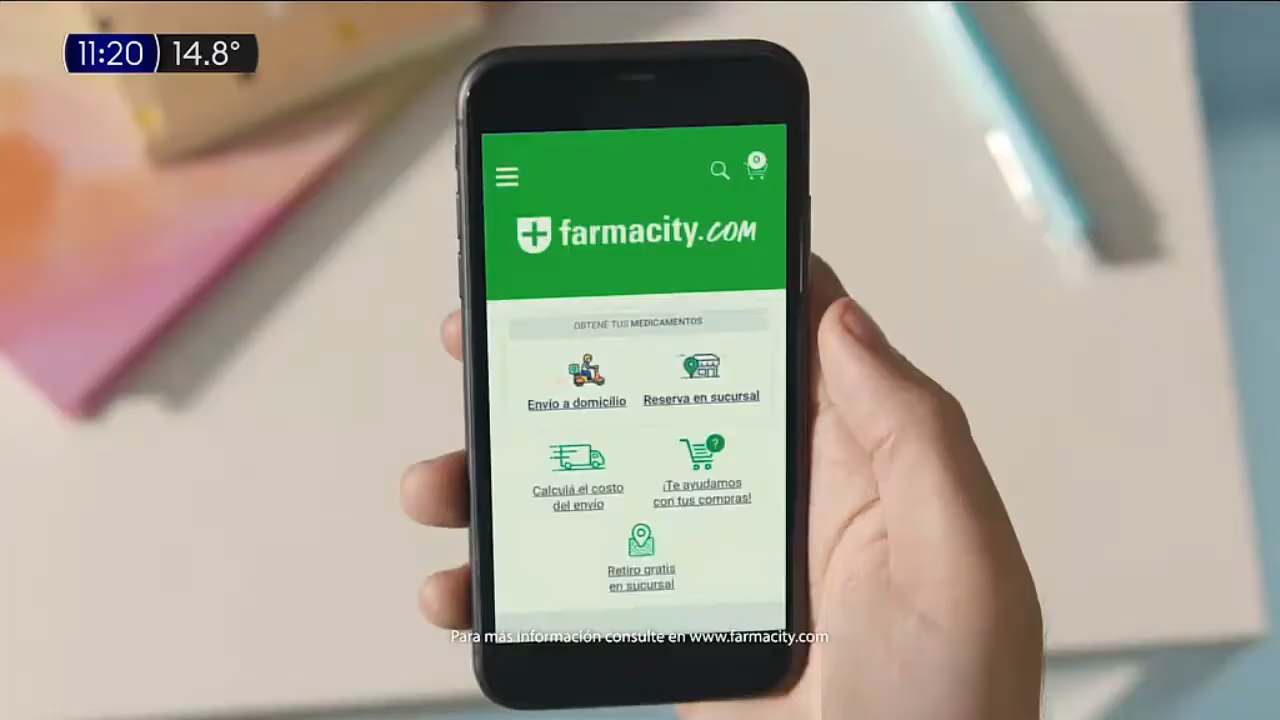 11:20 14.8°
0
farmacity.COM
OBTENÉ TUS MEDICAMENTOS
Envío a domicilio
Reserva en sucursal
?
Calculá el costo
del envío
¡Te ayudamos
con tus compras!
Retiro gratis
en sucursal
Para más información consulte en www.farmacity.com